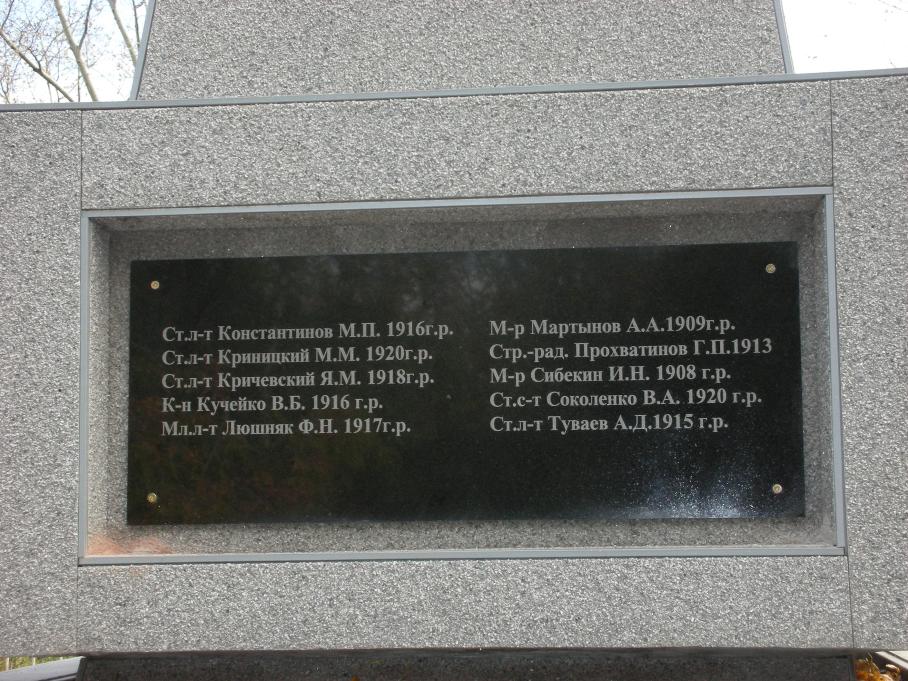 Ст.л-т Константинов М.П. 1916г.р.
Ст.л-т Криницкий М.М. 1920г.р.
Ст.л-т Кричевский Я.М. 1918г.р.
К-н Кучейко В.Б. 1916 г.р.
Мл.л-т Люшняк Ф.Н. 1917г.р.
М-р Мартынов А.А.1909г.р.
Стр.-рад. Прохватинов Г.П.1913
М-р Сибекин И.Н. 1908 г.р.
Ст.с-т Соколенко В.А. 1920 г.р.
Ст.л-т Туваев А.Д.1915 г.р.